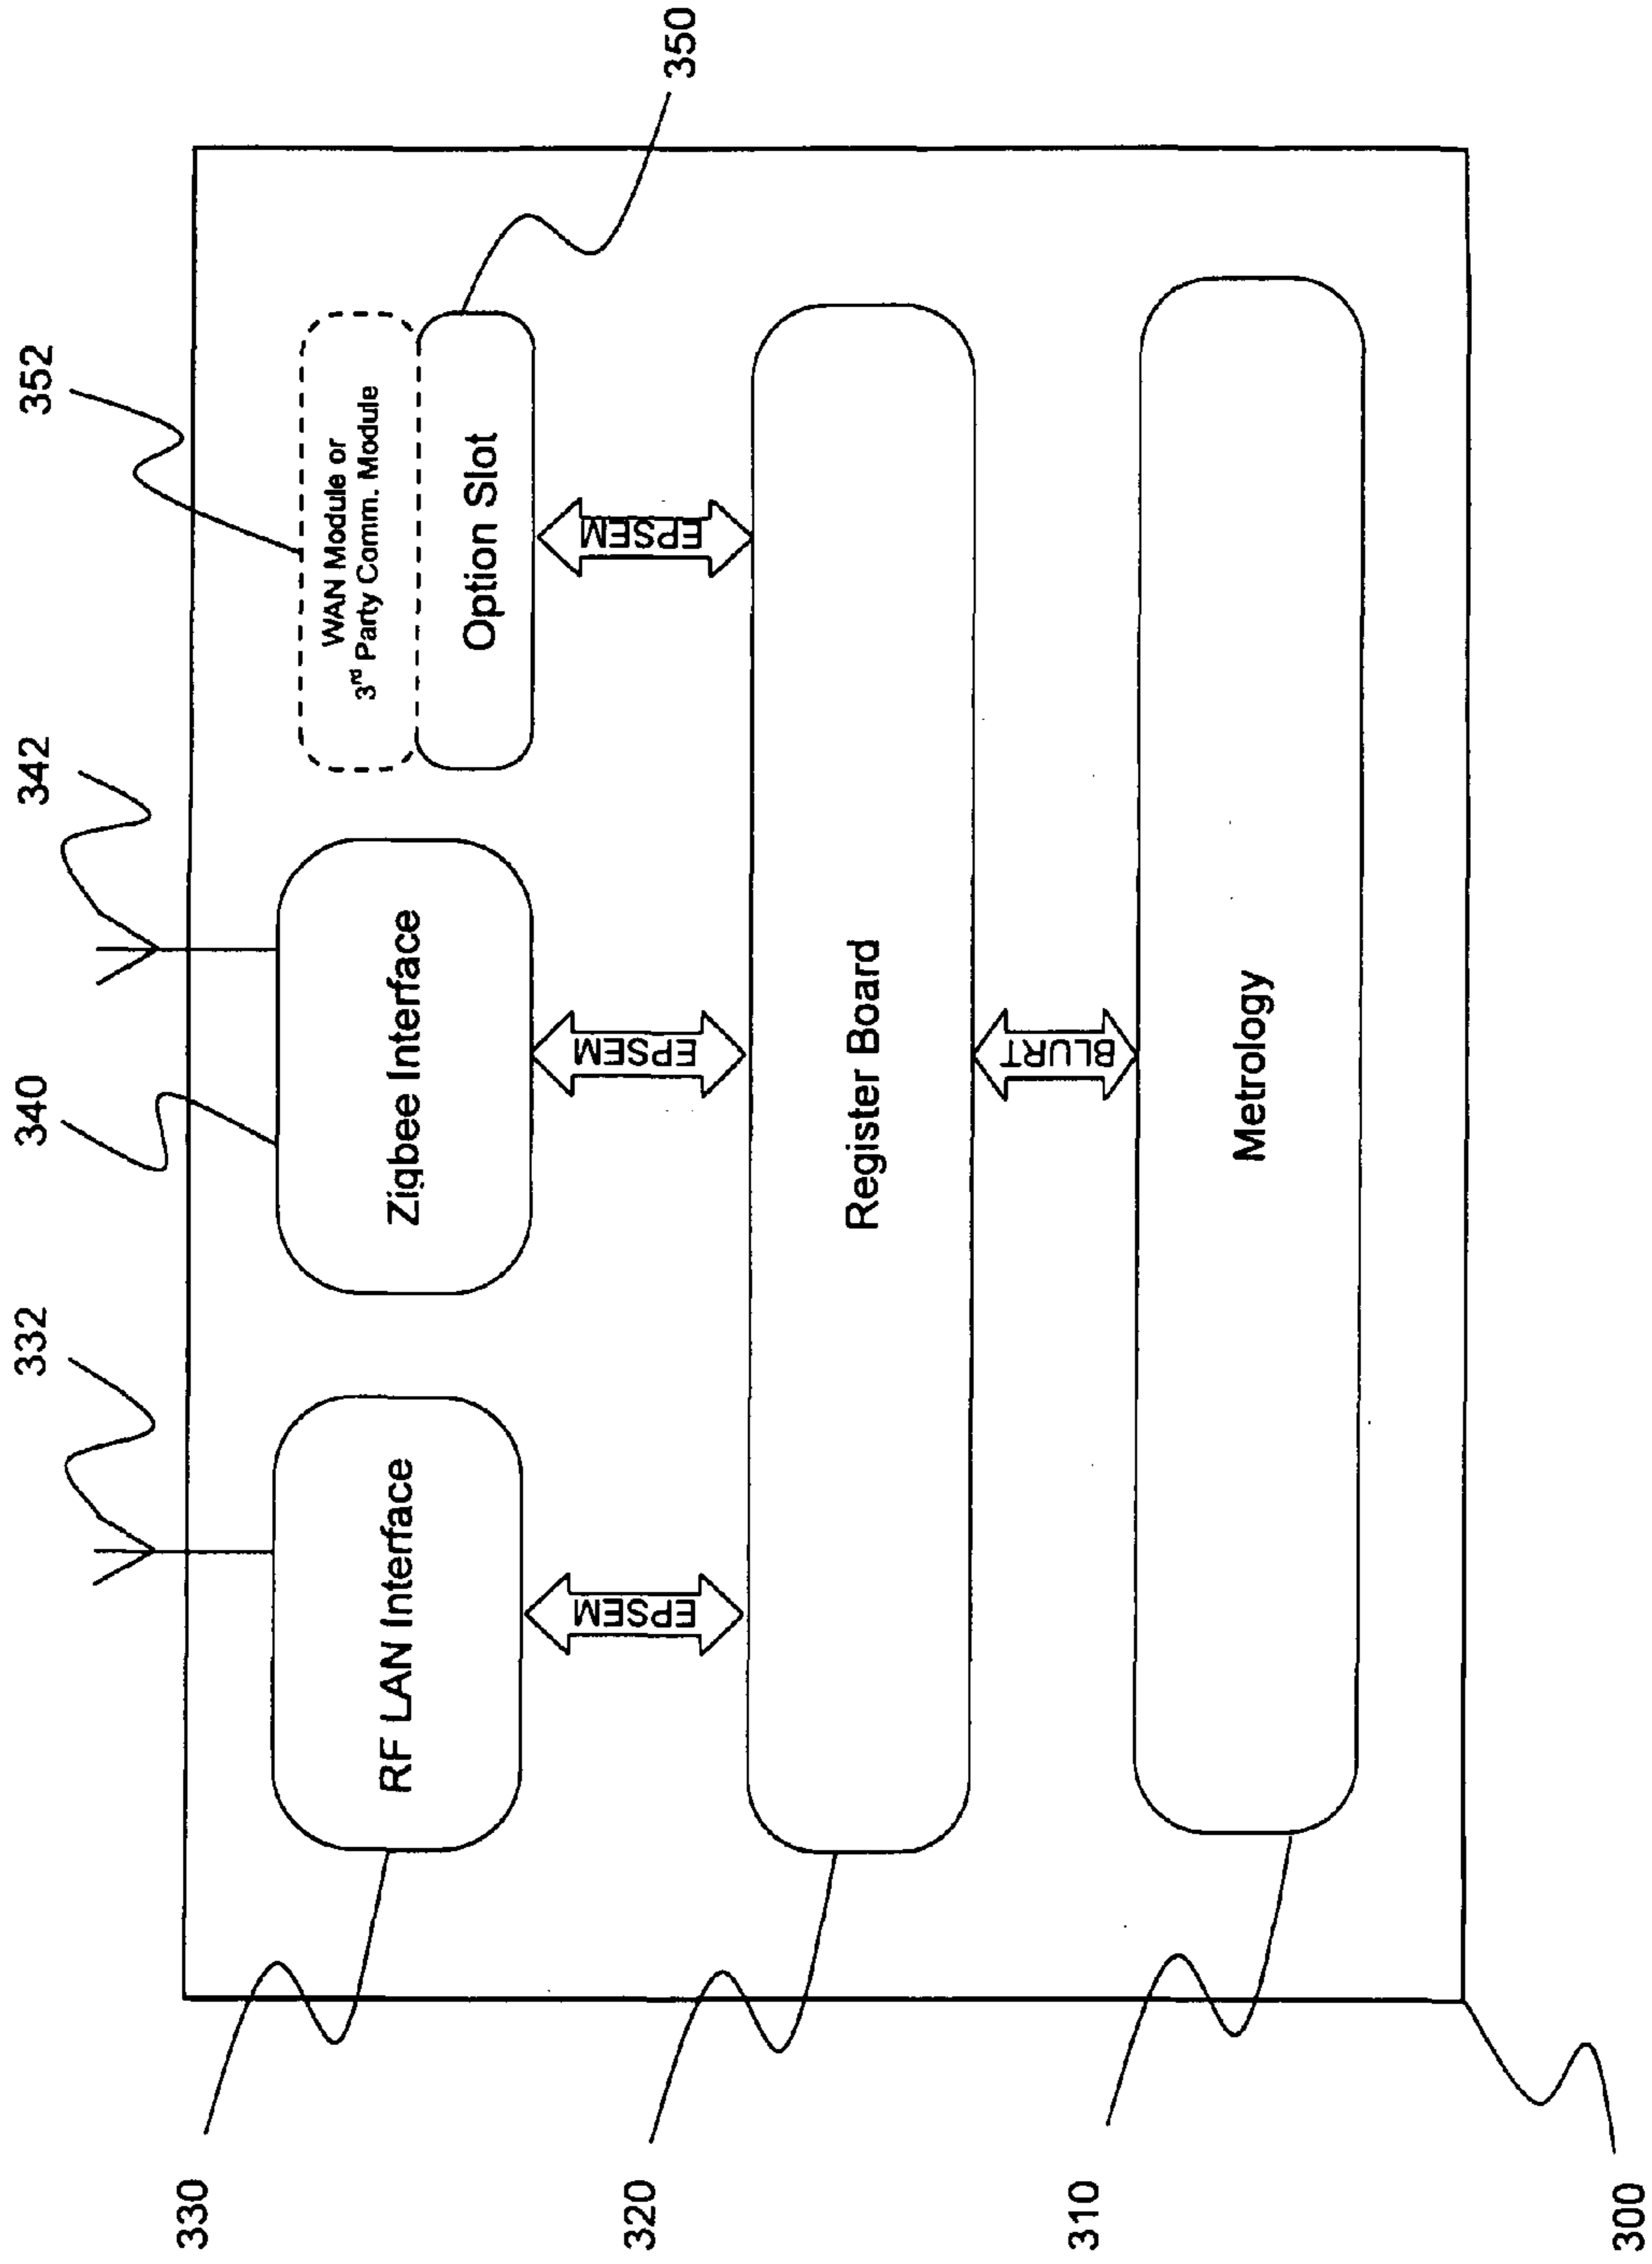 332
340
342
352
350
WAN Module or
3rd Party Comm. Module
Option Slot
RF LAN Interface
Zigbee Interface
EPSEM
EPSEM
EPSEM
Register Board
BLURT
Metrology
330
320
310
300